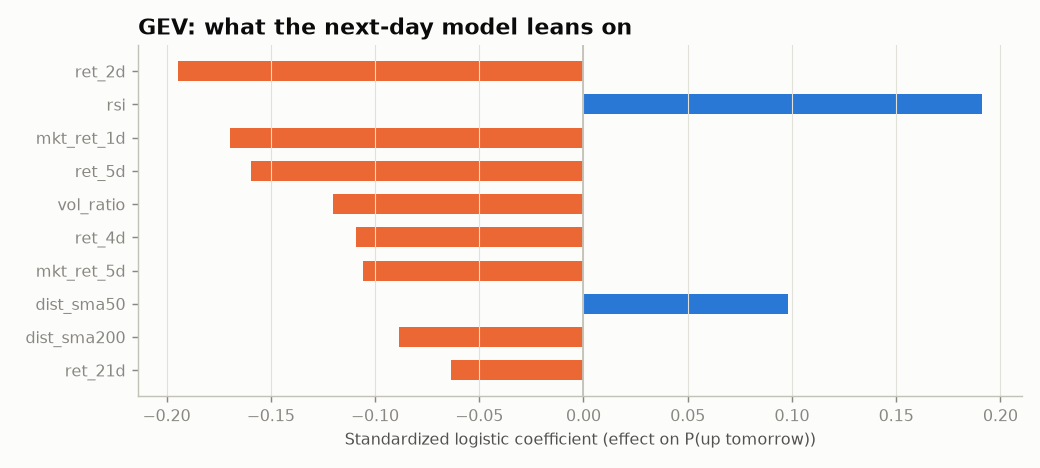 GEV: what the next-day model leans on
ret_2d
rsi
mkt_ret_1d
ret_5d
vol_ratio
ret_4d
mkt_ret_5d
dist_sma50
dist_sma200
ret_21d
−0.20 −0.15 −0.10 −0.05 0.00 0.05 0.10 0.15 0.20
Standardized logistic coefficient (effect on P(up tomorrow))